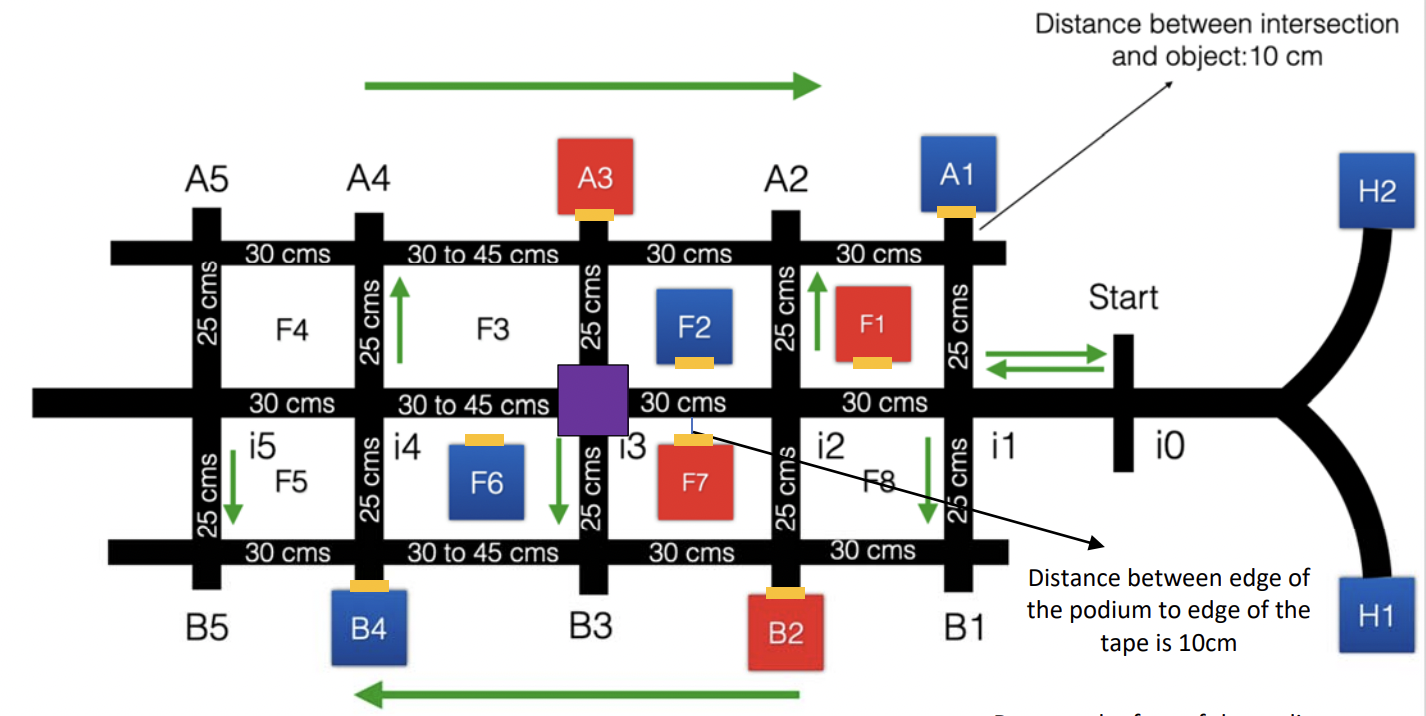 Distance between intersection
and object:10 cm
A5
A4
A3
A2
A1
H2
30 cms
30 to 45 cms
30 cms
30 cms
25 cms
25 cms
25 cms
25 cms
25 cms
F4
F3
F2
F1
Start
30 cms
30 to 45 cms
30 cms
30 cms
i5
i4
i3
i2
i1
i0
25 cms
25 cms
25 cms
25 cms
25 cms
F5
F6
F7
F8
30 cms
30 to 45 cms
30 cms
30 cms
Distance between edge of
the podium to edge of the
tape is 10cm
B5
B4
B3
B2
B1
H1